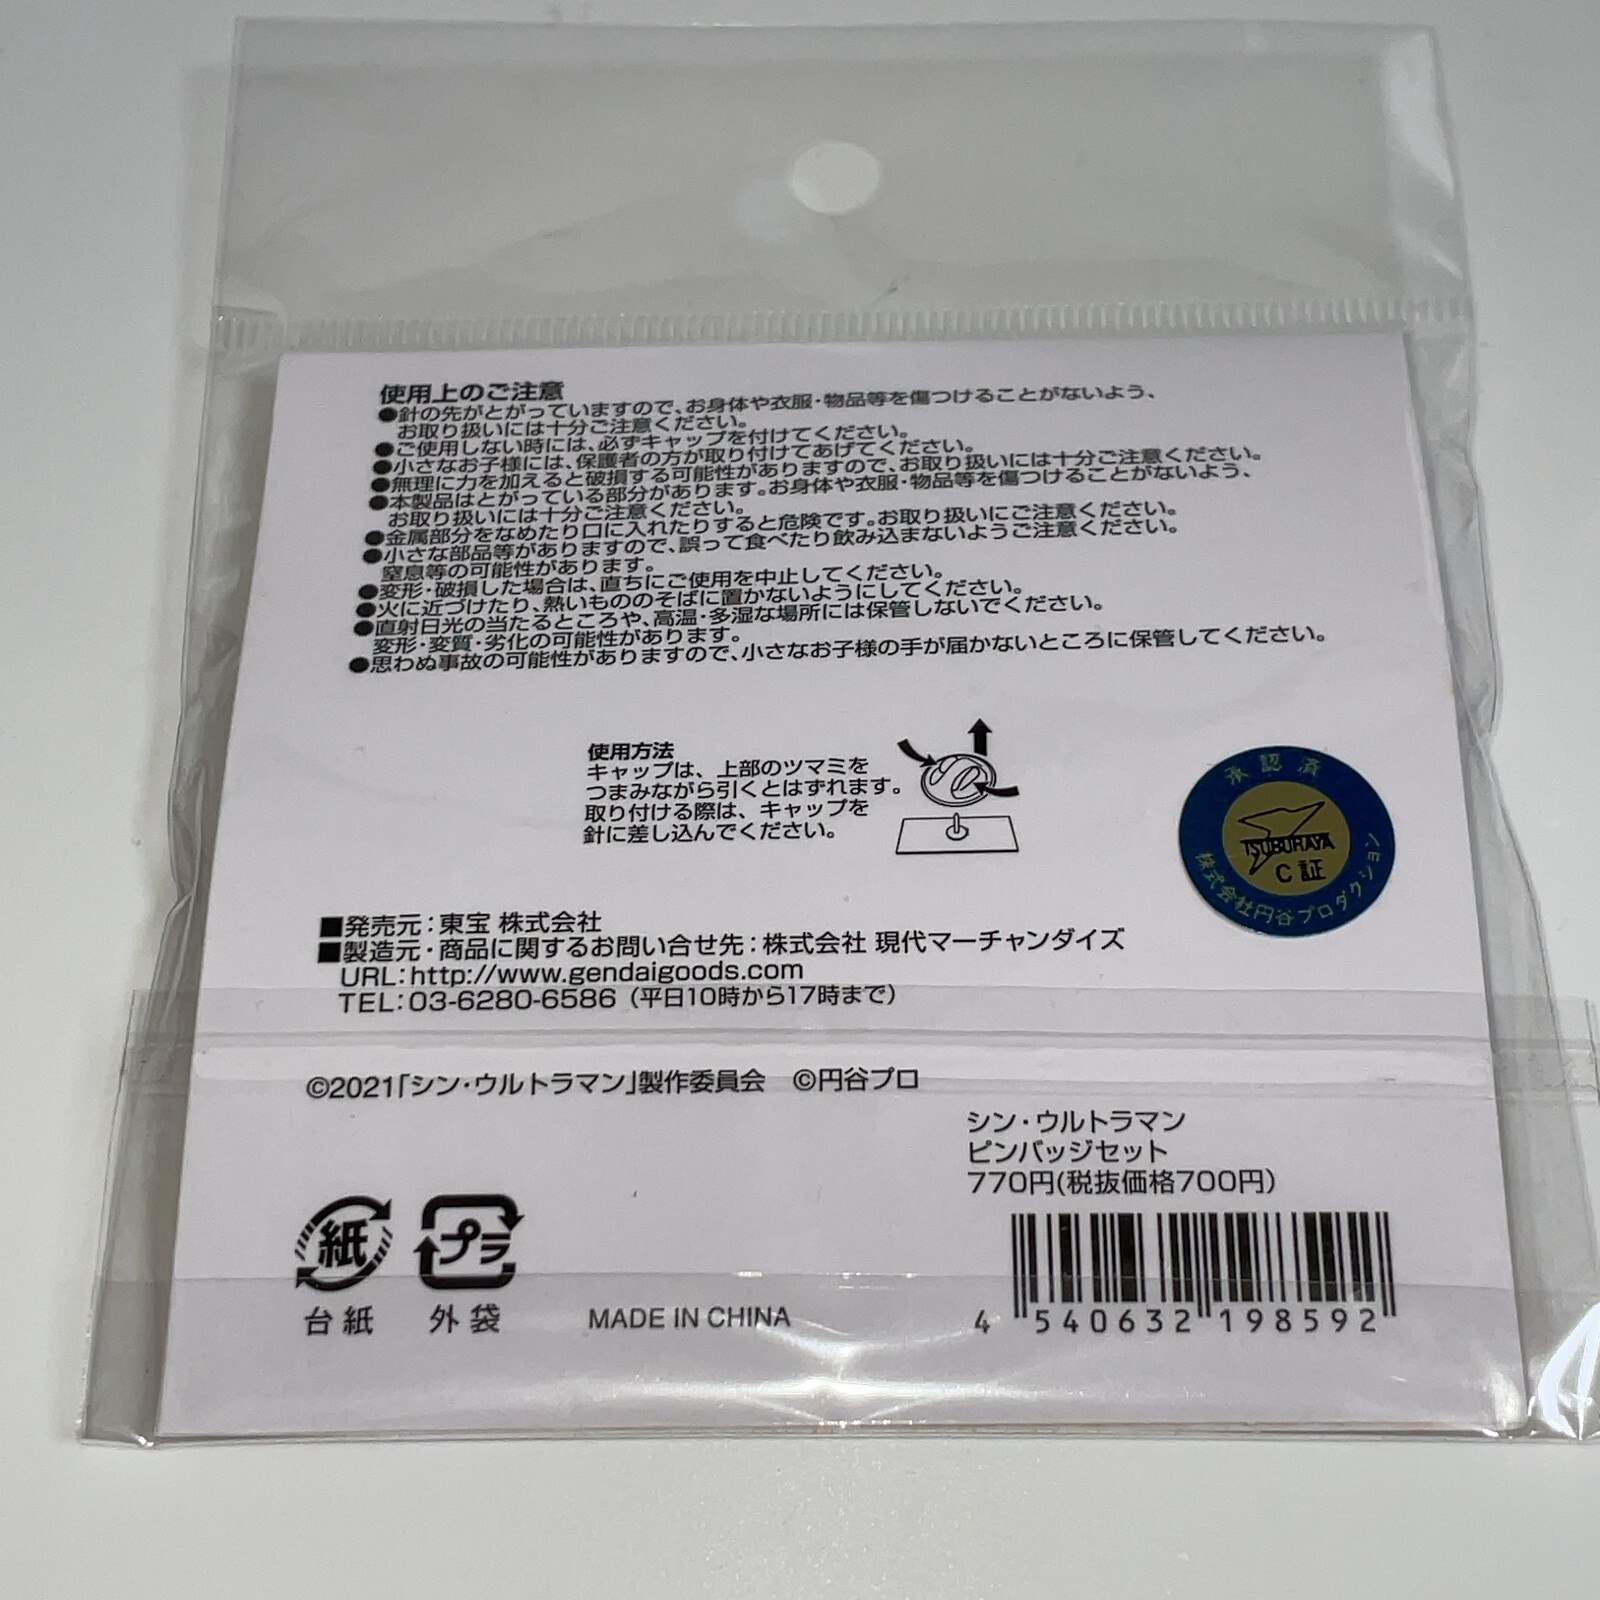 使用上のご注意
●針の先がとがっていますので、お身体や衣服・物品等を傷つけることがないよう、
お取り扱いには十分ご注意ください。
●ご使用しない時には、必ずキャップを付けてください。
●小さなお子様には、保護者の方が取り付けてあげてください。
●無理に力を加えると破損する可能性がありますので、お取り扱いには十分ご注意ください。
●本製品はとがっている部分があります。お身体や衣服・物品等を傷つけることがないよう、
お取り扱いには十分ご注意ください。
●金属部分をなめたり口に入れたりすると危険です。お取り扱いにご注意ください。
●小さな部品等がありますので、誤って食べたり飲み込まないようご注意ください。
窒息等の可能性があります。
●変形・破損した場合は、直ちにご使用を中止してください。
●火に近づけたり、熱いもののそばに置かないようにしてください。
●直射日光の当たるところや、高温・多湿な場所には保管しないでください。
変形・変質・劣化の可能性があります。
●思わぬ事故の可能性がありますので、小さなお子様の手が届かないところに保管してください。
使用方法
キャップは、上部のツマミを
つまみながら引くとはずれます。
取り付ける際は、キャップを
針に差し込んでください。
承認済
TSUBURAYA
C証
株式会社円谷プロダクション
■発売元：東宝 株式会社
■製造元・商品に関するお問い合せ先：株式会社 現代マーチャンダイズ
URL：http://www.gendaigoods.com
TEL：03-6280-6586（平日10時から17時まで）
©2021「シン・ウルトラマン」製作委員会　©円谷プロ
シン・ウルトラマン
ピンバッジセット
770円(税抜価格700円)
紙 プラ
台紙 外袋
MADE IN CHINA
4 540632 198592